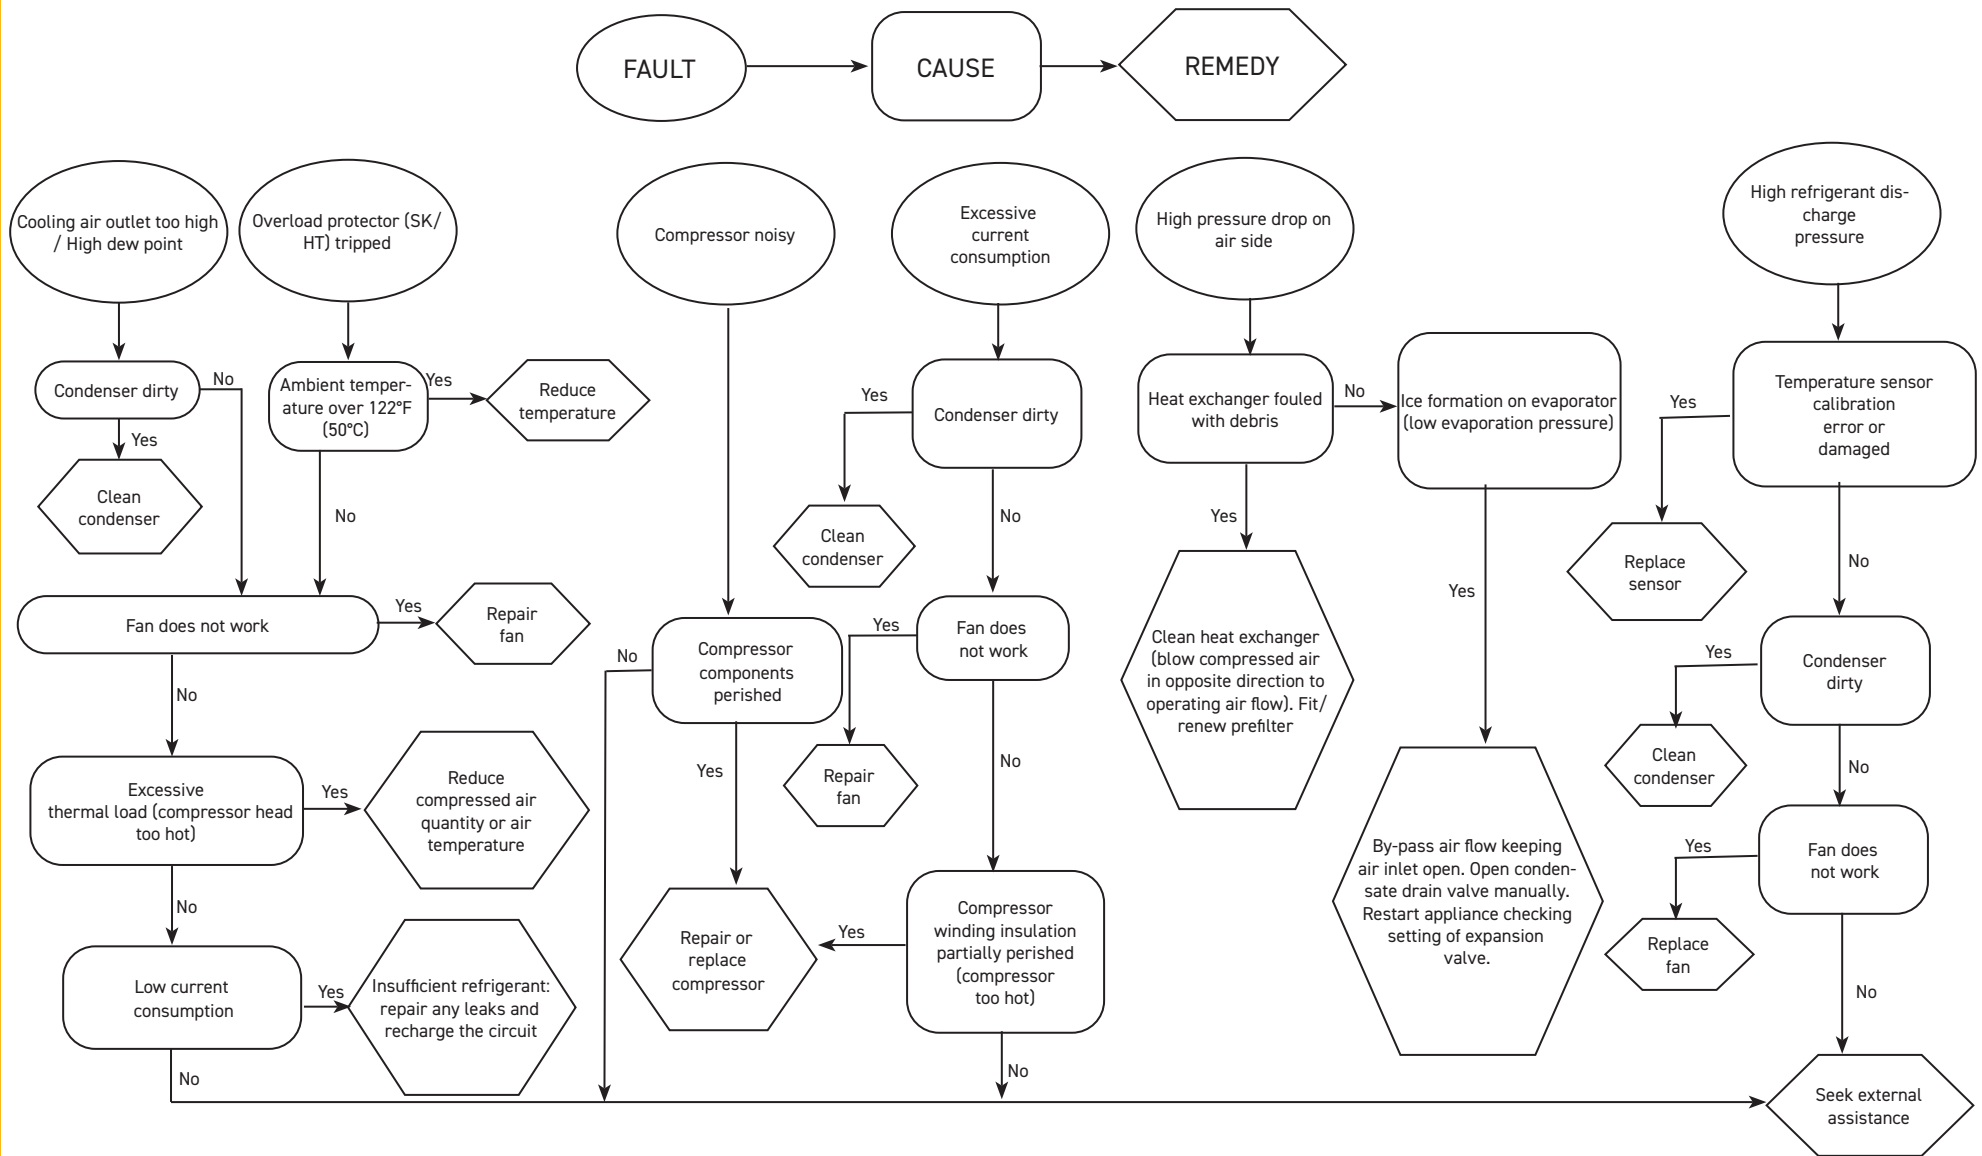 FAULT
CAUSE
REMEDY
Cooling air outlet too high
/ High dew point
Overload protector (SK/
HT) tripped
Compressor noisy
Excessive
current
consumption
High pressure drop on
air side
High refrigerant dis-
charge
pressure
Condenser dirty
No
Yes
Clean
condenser
Ambient temper-
ature over 122°F
(50°C)
Yes
Reduce
temperature
No
Fan does not work
Yes
Repair
fan
No
Excessive
thermal load (compressor head
too hot)
Yes
Reduce
compressed air
quantity or air
temperature
No
Low current
consumption
Yes
Insufficient refrigerant:
repair any leaks and
recharge the circuit
No
Compressor
components
perished
No
Yes
Repair or
replace
compressor
Condenser dirty
Yes
Clean
condenser
No
Fan does
not work
Yes
Repair
fan
No
Compressor
winding insulation
partially perished
(compressor
too hot)
Yes
No
Heat exchanger fouled
with debris
No
Yes
Clean heat exchanger
(blow compressed air
in opposite direction to
operating air flow). Fit/
renew prefilter
Ice formation on evaporator
(low evaporation pressure)
Yes
By-pass air flow keeping
air inlet open. Open conden-
sate drain valve manually.
Restart appliance checking
setting of expansion
valve.
Temperature sensor
calibration
error or
damaged
Yes
Replace
sensor
No
Condenser
dirty
Yes
Clean
condenser
No
Fan does
not work
Yes
Replace
fan
No
Seek external
assistance